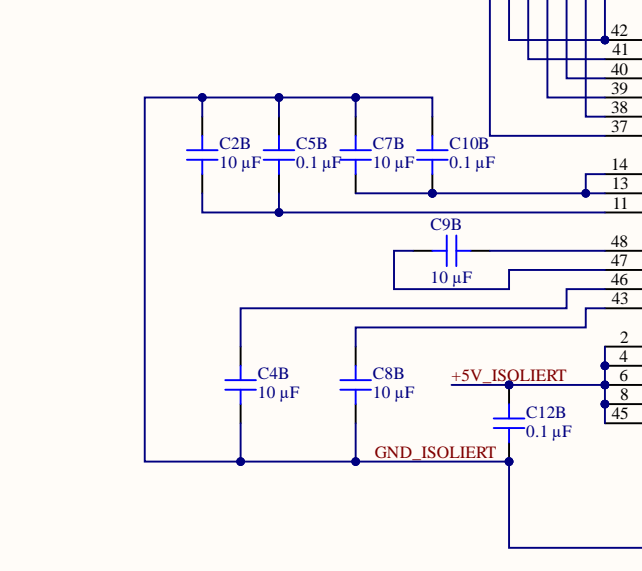 42
41
40
39
38
37
C2B
10 µF
C5B
0.1 µF
C7B
10 µF
C10B
0.1 µF
14
13
11
C9B
10 µF
48
47
46
43
C4B
10 µF
C8B
10 µF
+5V_ISOLIERT
2
4
6
8
45
C12B
0.1 µF
GND_ISOLIERT